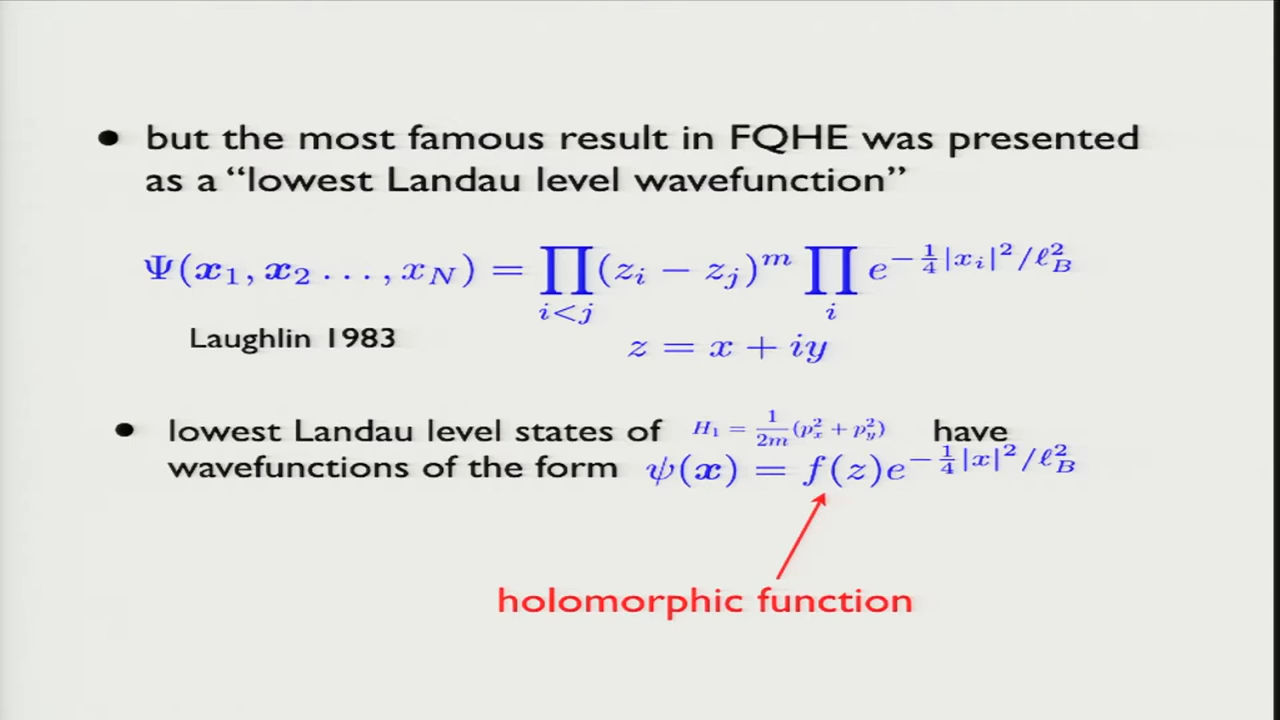 • but the most famous result in FQHE was presented
as a “lowest Landau level wavefunction”
Ψ(x₁, x₂ . . . , x_N) = ∏_{i<j} (z_i − z_j)^m ∏_i e^{−¼|x_i|²/ℓ_B²}
Laughlin 1983
z = x + iy
• lowest Landau level states of H₁ = 1/2m (p_x² + p_y²) have
wavefunctions of the form ψ(x) = f(z)e^{−¼|x|²/ℓ_B²}
holomorphic function